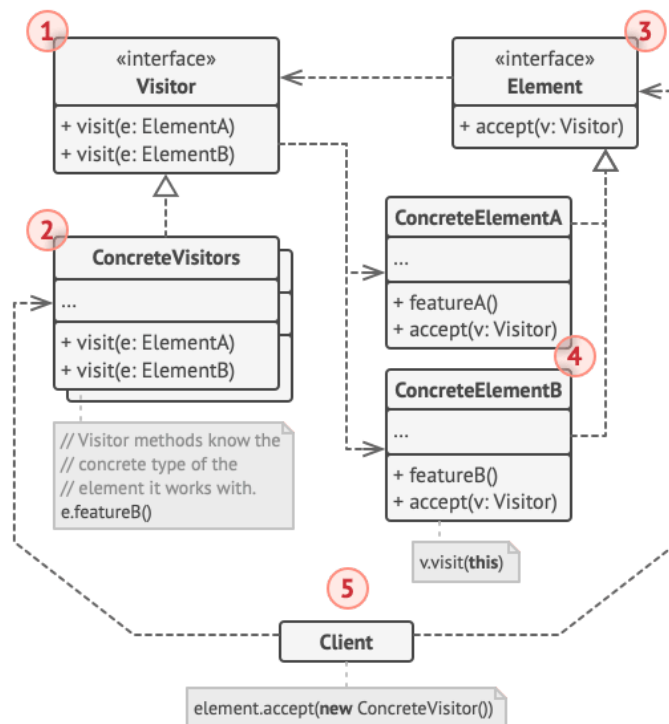 1
«interface»
Visitor
+ visit(e: ElementA)
+ visit(e: ElementB)
3
«interface»
Element
+ accept(v: Visitor)
2
ConcreteVisitors
...
+ visit(e: ElementA)
+ visit(e: ElementB)
// Visitor methods know the
// concrete type of the
// element it works with.
e.featureB()
ConcreteElementA
...
+ featureA()
+ accept(v: Visitor)
4
ConcreteElementB
...
+ featureB()
+ accept(v: Visitor)
v.visit(this)
5
Client
element.accept(new ConcreteVisitor())